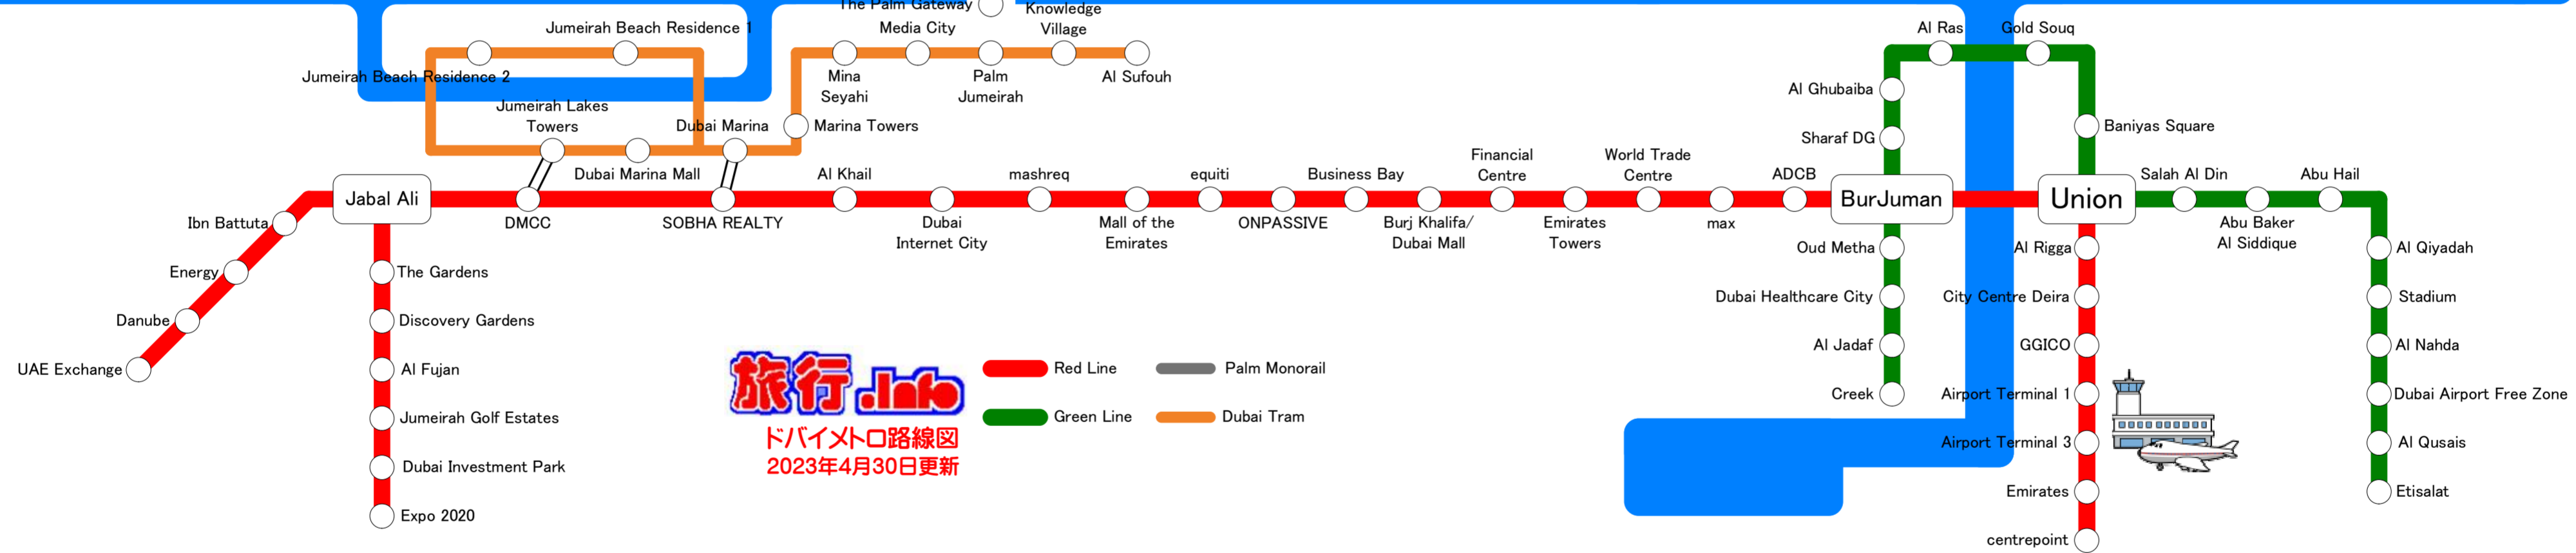 The Palm Gateway
Knowledge
Village
Media City
Jumeirah Beach Residence 1
Jumeirah Beach Residence 2
Mina
Seyahi
Palm
Jumeirah
Al Sufouh
Jumeirah Lakes
Towers
Dubai Marina
Marina Towers
Dubai Marina Mall
Al Ras
Gold Souq
Al Ghubaiba
Sharaf DG
Baniyas Square
Jabal Ali
DMCC
SOBHA REALTY
Al Khail
Dubai
Internet City
mashreq
Mall of the
Emirates
equiti
ONPASSIVE
Business Bay
Burj Khalifa/
Dubai Mall
Financial
Centre
Emirates
Towers
World Trade
Centre
max
ADCB
BurJuman
Union
Salah Al Din
Abu Baker
Al Siddique
Abu Hail
Ibn Battuta
Energy
Danube
UAE Exchange
The Gardens
Discovery Gardens
Al Fujan
Jumeirah Golf Estates
Dubai Investment Park
Expo 2020
旅行.Info
ドバイメトロ路線図
2023年4月30日更新
Red Line
Palm Monorail
Green Line
Dubai Tram
Oud Metha
Dubai Healthcare City
Al Jadaf
Creek
Al Rigga
City Centre Deira
GGICO
Airport Terminal 1
Airport Terminal 3
Emirates
centrepoint
Al Qiyadah
Stadium
Al Nahda
Dubai Airport Free Zone
Al Qusais
Etisalat